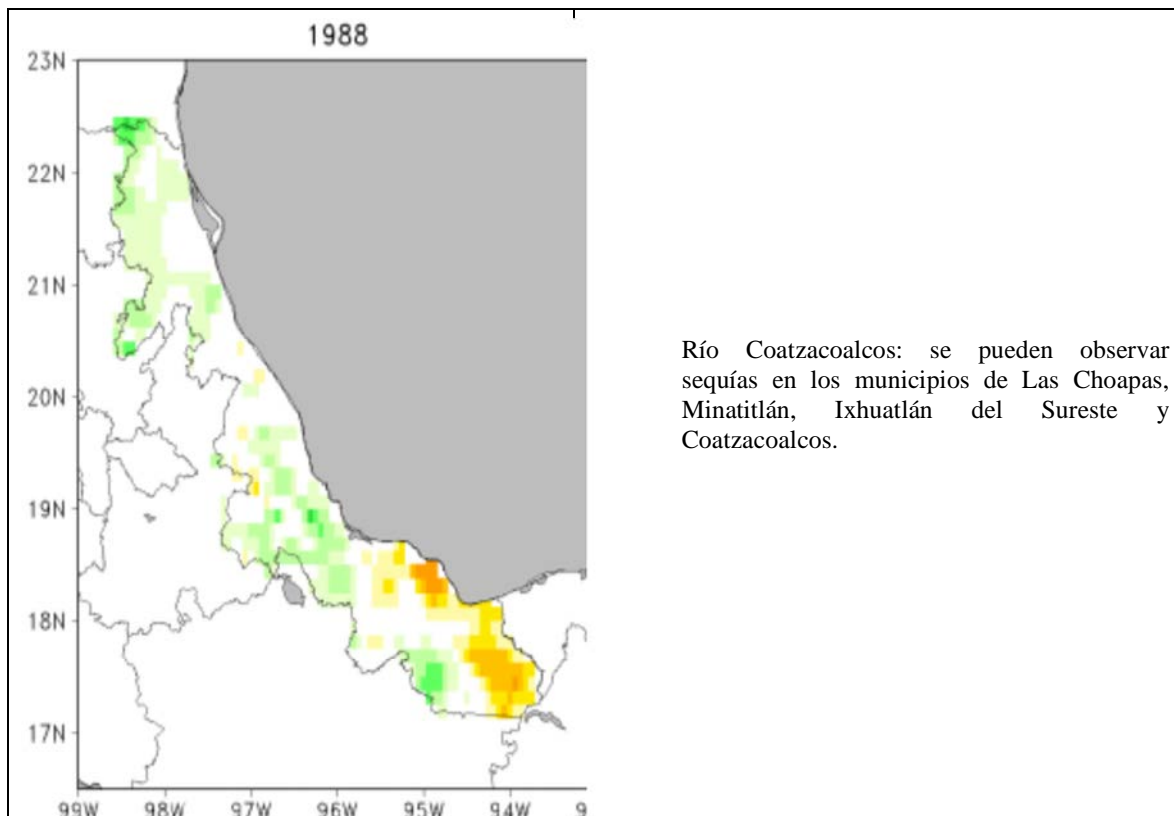 1988
23N
22N
21N
20N
19N
18N
17N
99W 98W 97W 96W 95W 94W 9
Río Coatzacoalcos: se pueden observar
sequías en los municipios de Las Choapas,
Minatitlán, Ixhuatlán del Sureste y
Coatzacoalcos.